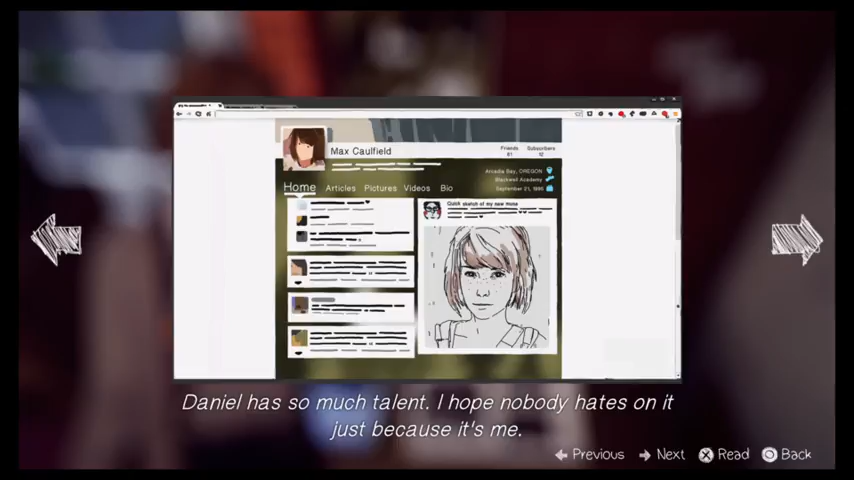 Max Caulfield
Friends
81
Subscribers
12
Arcadia Bay, OREGON
Blackwell Academy
September 21, 1995
Home Articles Pictures Videos Bio
Quick sketch of my new muse
Daniel has so much talent. I hope nobody hates on it
just because it's me.
Previous Next Read Back